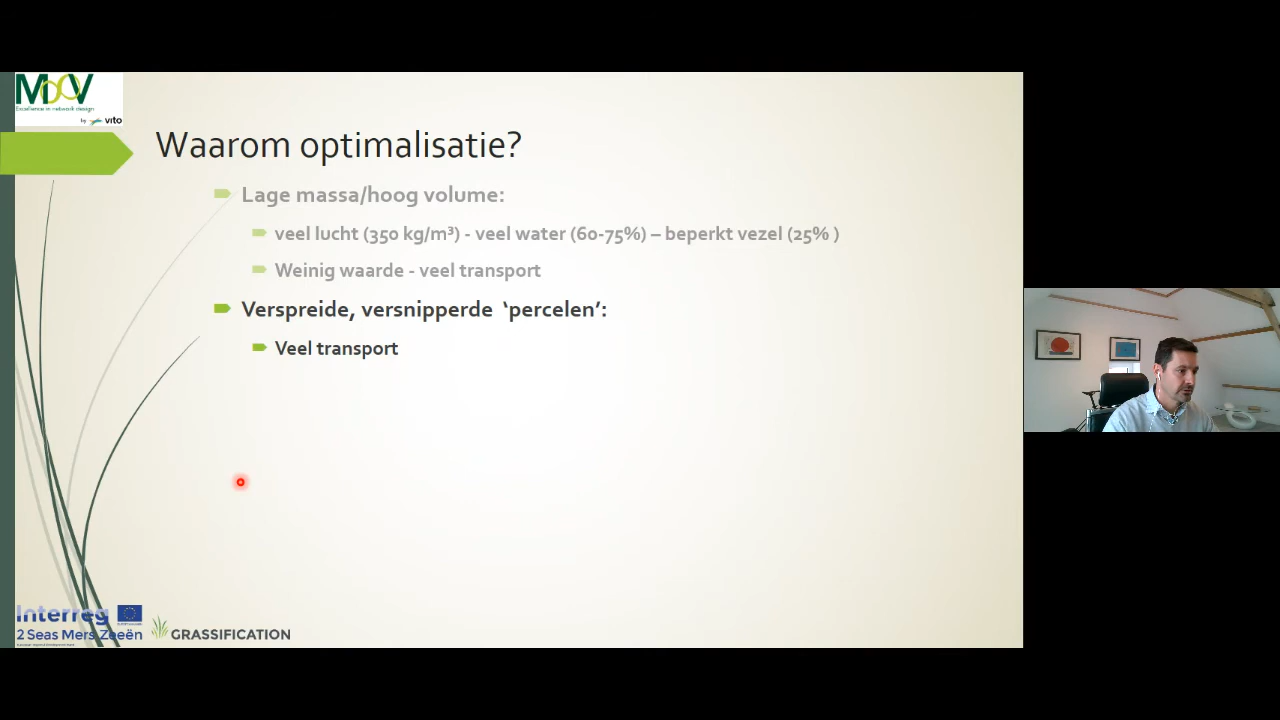 MooV
Excellence in network design
by vito
Waarom optimalisatie?
Lage massa/hoog volume:
veel lucht (350 kg/m³) - veel water (60-75%) – beperkt vezel (25% )
Weinig waarde - veel transport
Verspreide, versnipperde ‘percelen’:
Veel transport
Interreg
2 Seas Mers Zeeën
GRASSIFICATION